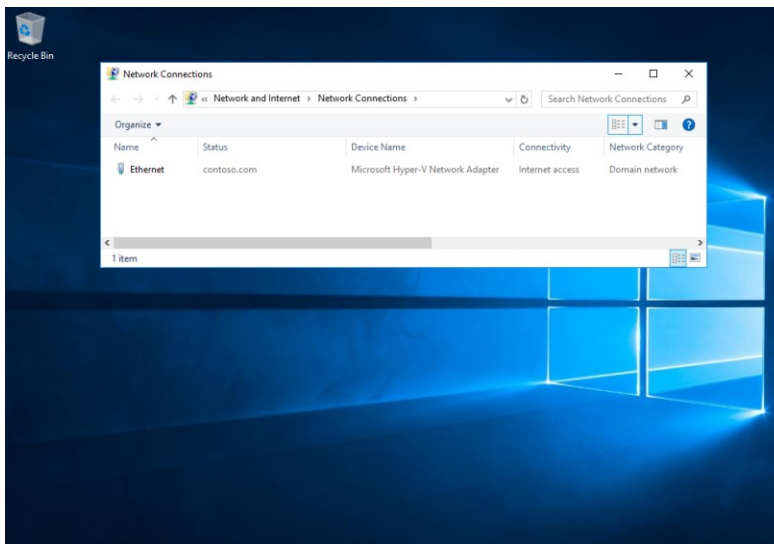 Recycle Bin
Network Connections
« Network and Internet > Network Connections > Search Network Connections
Organize
Name Status Device Name Connectivity Network Category
Ethernet contoso.com Microsoft Hyper-V Network Adapter Internet access Domain network
1 item